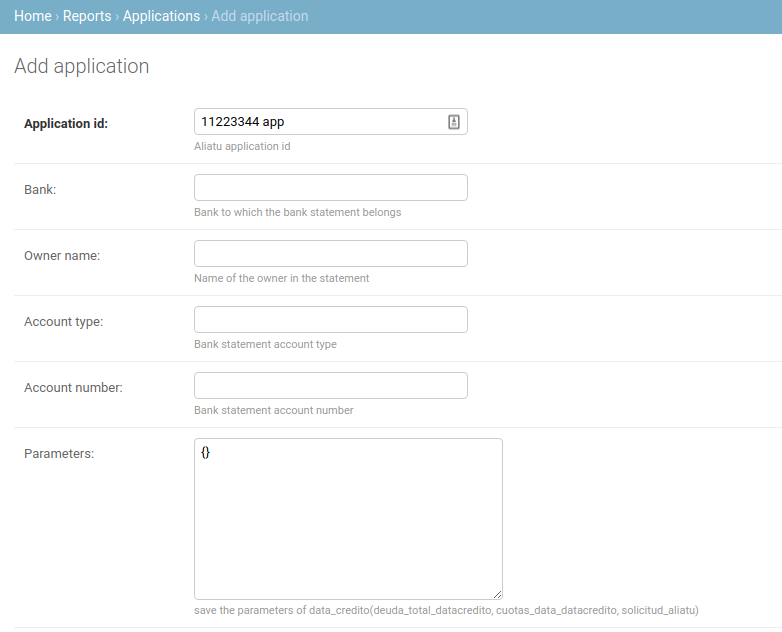 Home › Reports › Applications › Add application
Add application
Application id: 11223344 app
Aliatu application id
Bank:
Bank to which the bank statement belongs
Owner name:
Name of the owner in the statement
Account type:
Bank statement account type
Account number:
Bank statement account number
Parameters: {}
save the parameters of data_credito(deuda_total_datacredito, cuotas_data_datacredito, solicitud_aliatu)